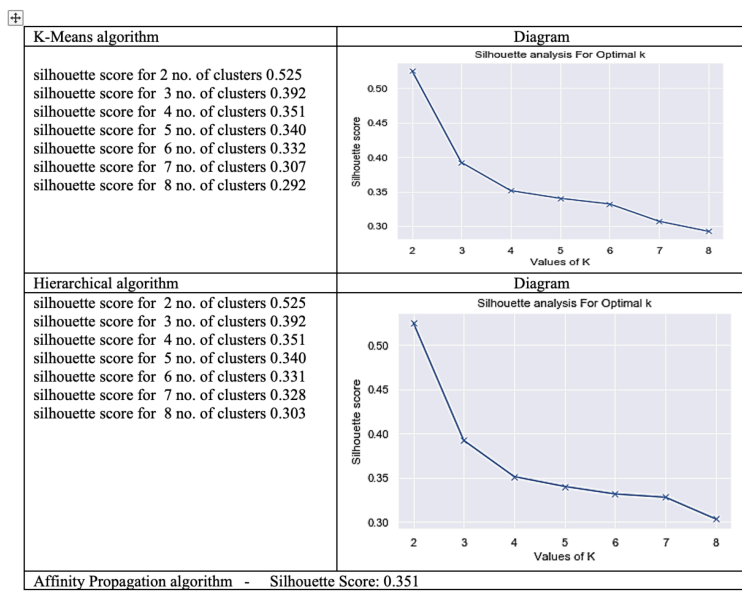 K-Means algorithm
Diagram
silhouette score for 2 no. of clusters 0.525
silhouette score for 3 no. of clusters 0.392
silhouette score for 4 no. of clusters 0.351
silhouette score for 5 no. of clusters 0.340
silhouette score for 6 no. of clusters 0.332
silhouette score for 7 no. of clusters 0.307
silhouette score for 8 no. of clusters 0.292
Silhouette analysis For Optimal k
Silhouette score
0.50
0.45
0.40
0.35
0.30
2 3 4 5 6 7 8
Values of K
Hierarchical algorithm
Diagram
silhouette score for 2 no. of clusters 0.525
silhouette score for 3 no. of clusters 0.392
silhouette score for 4 no. of clusters 0.351
silhouette score for 5 no. of clusters 0.340
silhouette score for 6 no. of clusters 0.331
silhouette score for 7 no. of clusters 0.328
silhouette score for 8 no. of clusters 0.303
Silhouette analysis For Optimal k
Silhouette score
0.50
0.45
0.40
0.35
0.30
2 3 4 5 6 7 8
Values of K
Affinity Propagation algorithm - Silhouette Score: 0.351